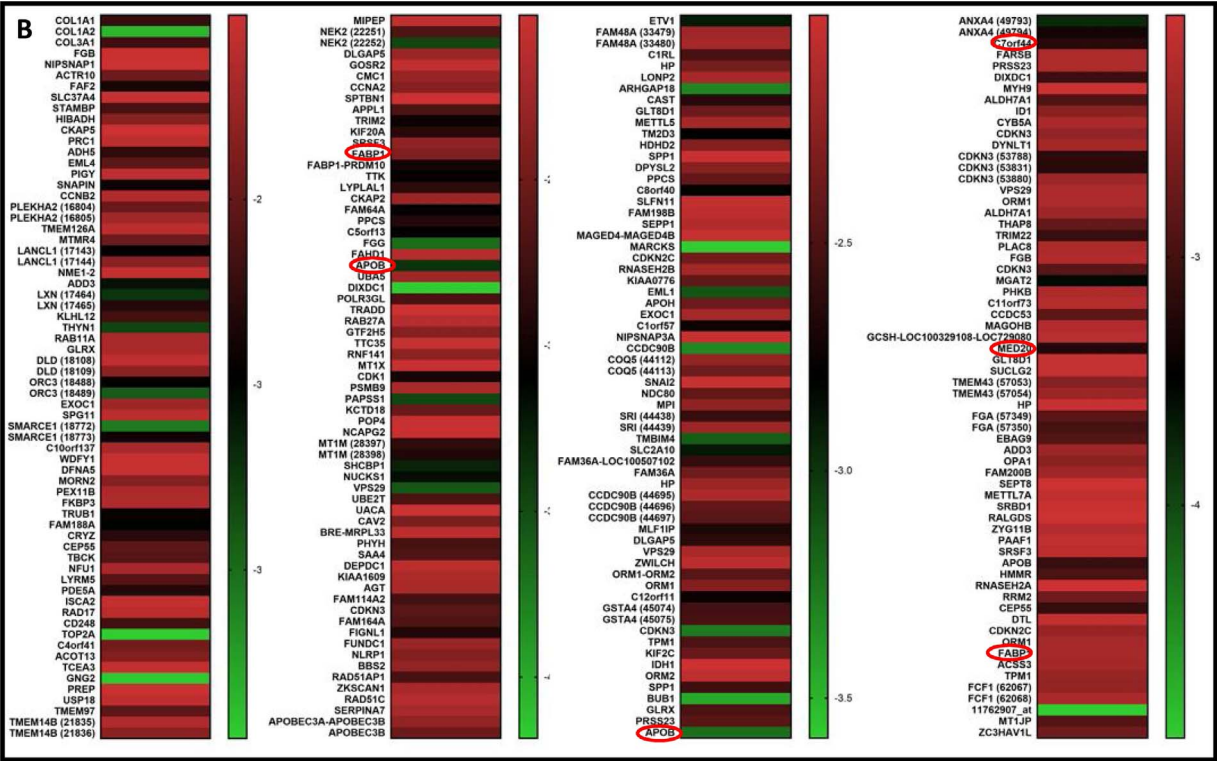 B
COL1A1
COL1A2
COL3A1
FGB
NIPSNAP1
ACTR10
FAF2
SLC37A4
STAMBP
HIBADH
CKAP5
PRC1
ADH5
EML4
PIGY
SNAPIN
CCNB2
PLEKHA2 (16804)
PLEKHA2 (16805)
TMEM126A
MTMR4
LANCL1 (17143)
LANCL1 (17144)
NME1-2
ADD3
LXN (17464)
LXN (17465)
KLHL12
THYN1
RAB11A
GLRX
DLD (18108)
DLD (18109)
ORC3 (18488)
ORC3 (18489)
EXOC1
SPG11
SMARCE1 (18772)
SMARCE1 (18773)
C10orf137
WDFY1
DFNA5
MORN2
PEX11B
FKBP3
TRUB1
FAM188A
CRYZ
CEP55
TBCK
NFU1
LYRM5
PDE5A
ISCA2
RAD17
CD248
TOP2A
C4orf41
ACOT13
TCEA3
GNG2
PREP
USP18
TMEM97
TMEM14B (21835)
TMEM14B (21836)
-2
-3
-3
MIPEP
NEK2 (22251)
NEK2 (22252)
DLGAP5
GOSR2
CMC1
CCNA2
SPTBN1
APPL1
TRIM2
KIF20A
SRSF3
FABP1
FABP1-PRDM10
TTK
LYPLAL1
CKAP2
FAM64A
PPCS
C5orf13
FGG
FAHD1
APOB
UBA5
DIXDC1
POLR3GL
TRADD
RAB27A
GTF2H5
TTC35
RNF141
MT1X
CDK1
PSMB9
PAPSS1
KCTD18
POP4
NCAPG2
MT1M (28397)
MT1M (28398)
SHCBP1
NUCKS1
VPS29
UBE2T
UACA
CAV2
BRE-MRPL33
PHYH
SAA4
DEPDC1
KIAA1609
AGT
FAM114A2
CDKN3
FAM164A
FIGNL1
FUNDC1
NLRP1
BBS2
RAD51AP1
ZKSCAN1
RAD51C
SERPINA7
APOBEC3A-APOBEC3B
APOBEC3B
ETV1
FAM48A (33479)
FAM48A (33480)
C1RL
HP
LONP2
ARHGAP18
CAST
GLT8D1
METTL5
TM2D3
HDHD2
SPP1
DPYSL2
PPCS
C8orf40
SLFN11
FAM198B
SEPP1
MAGED4-MAGED4B
MARCKS
CDKN2C
RNASEH2B
KIAA0776
EML1
APOH
EXOC1
C1orf57
NIPSNAP3A
CCDC90B
COQ5 (44112)
COQ5 (44113)
SNAI2
NDC80
MPI
SRI (44438)
SRI (44439)
TMBIM4
SLC2A10
FAM36A-LOC100507102
FAM36A
HP
CCDC90B (44695)
CCDC90B (44696)
CCDC90B (44697)
MLF1IP
DLGAP5
VPS29
ZWILCH
ORM1-ORM2
ORM1
C12orf11
GSTA4 (45074)
GSTA4 (45075)
CDKN3
TPM1
KIF2C
IDH1
ORM2
SPP1
BUB1
GLRX
PRSS23
APOB
-2.5
-3.0
-3.5
ANXA4 (49793)
ANXA4 (49794)
C7orf44
FARSB
PRSS23
DIXDC1
MYH9
ALDH7A1
ID1
CYB5A
CDKN3
DYNLT1
CDKN3 (53788)
CDKN3 (53831)
CDKN3 (53880)
VPS29
ORM1
ALDH7A1
THAP8
TRIM22
PLAC8
FGB
CDKN3
MGAT2
PHKB
C11orf73
CCDC53
MAGOHB
GCSH-LOC100329108-LOC729080
MED20
GLT8D1
SUCLG2
TMEM43 (57053)
TMEM43 (57054)
HP
FGA (57349)
FGA (57350)
EBAG9
ADD3
OPA1
FAM200B
SEPT8
METTL7A
SRBD1
RALGDS
ZYG11B
PAAF1
SRSF3
APOB
HMMR
RNASEH2A
RRM2
CEP55
DTL
CDKN2C
ORM1
FABP1
ACSS3
TPM1
FCF1 (62067)
FCF1 (62068)
11762907_at
MT1JP
ZC3HAV1L
-3
-4